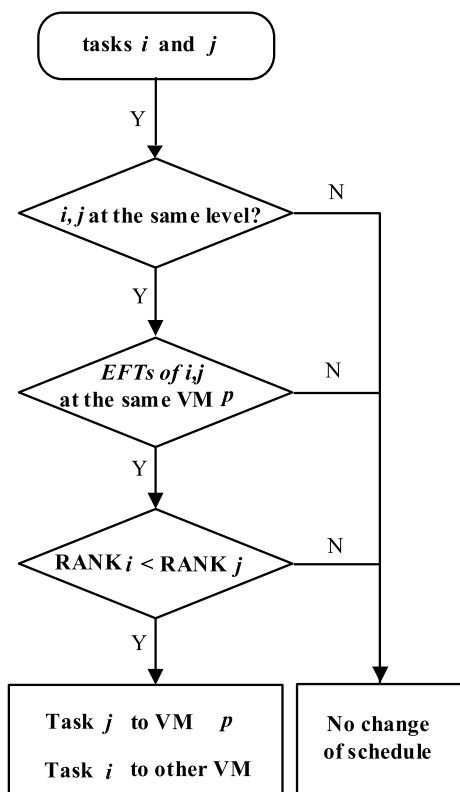 tasks i and j
Y
i, j at the same level?
N
Y
EFTs of i,j
at the same VM p
N
Y
RANK i < RANK j
N
Y
Task j to VM p
Task i to other VM
No change
of schedule